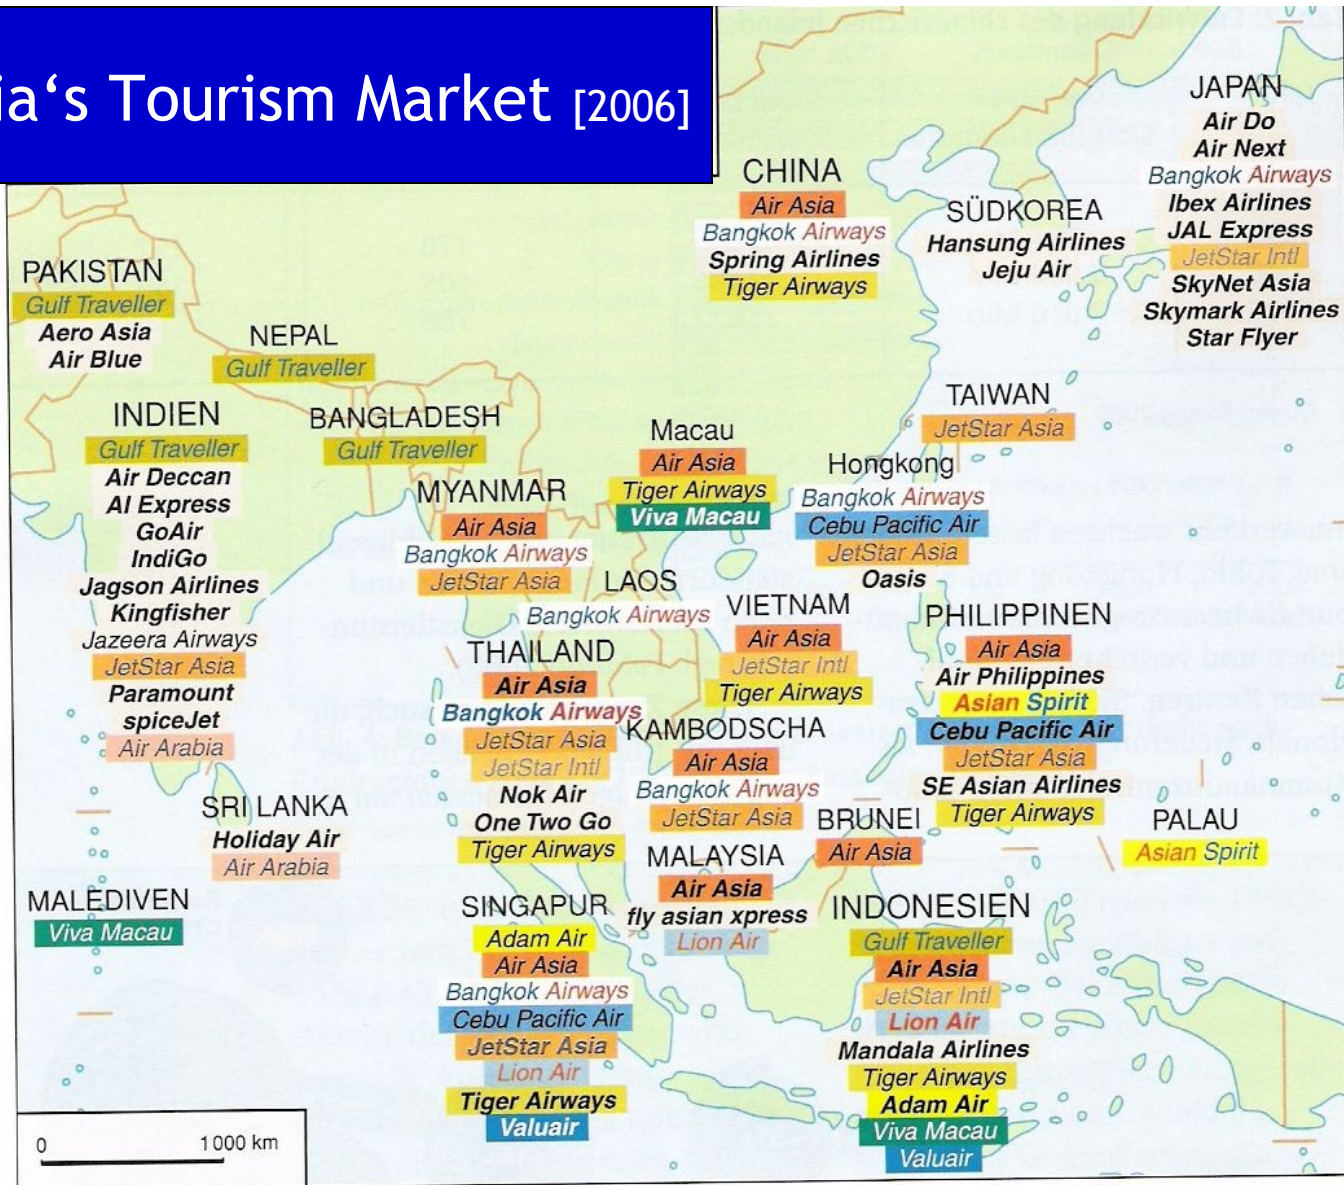 ia‘s Tourism Market [2006]
JAPAN
Air Do
Air Next
Bangkok Airways
Ibex Airlines
JAL Express
JetStar Intl
SkyNet Asia
Skymark Airlines
Star Flyer
CHINA
Air Asia
Bangkok Airways
Spring Airlines
Tiger Airways
SÜDKOREA
Hansung Airlines
Jeju Air
PAKISTAN
Gulf Traveller
Aero Asia
Air Blue
NEPAL
Gulf Traveller
INDIEN
Gulf Traveller
Air Deccan
AI Express
GoAir
IndiGo
Jagson Airlines
Kingfisher
Jazeera Airways
JetStar Asia
Paramount
spiceJet
Air Arabia
BANGLADESH
Gulf Traveller
TAIWAN
JetStar Asia
Macau
Air Asia
Tiger Airways
Viva Macau
Hongkong
Bangkok Airways
Cebu Pacific Air
JetStar Asia
Oasis
MYANMAR
Air Asia
Bangkok Airways
JetStar Asia
LAOS
Bangkok Airways
VIETNAM
Air Asia
JetStar Intl
Tiger Airways
PHILIPPINEN
Air Asia
Air Philippines
Asian Spirit
Cebu Pacific Air
JetStar Asia
SE Asian Airlines
Tiger Airways
THAILAND
Air Asia
Bangkok Airways
JetStar Asia
JetStar Intl
Nok Air
One Two Go
Tiger Airways
KAMBODSCHA
Air Asia
Bangkok Airways
JetStar Asia
SRI LANKA
Holiday Air
Air Arabia
BRUNEI
Air Asia
PALAU
Asian Spirit
MALAYSIA
Air Asia
fly asian xpress
Lion Air
MALEDIVEN
Viva Macau
SINGAPUR
Adam Air
Air Asia
Bangkok Airways
Cebu Pacific Air
JetStar Asia
Lion Air
Tiger Airways
Valuair
INDONESIEN
Gulf Traveller
Air Asia
JetStar Intl
Lion Air
Mandala Airlines
Tiger Airways
Adam Air
Viva Macau
Valuair
0 1000 km